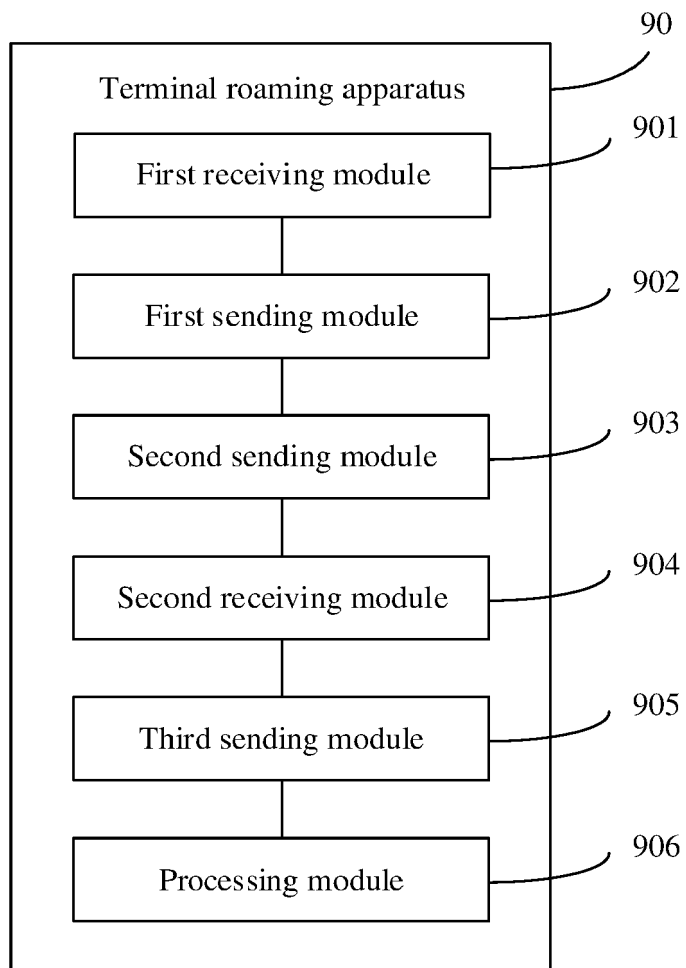 90
Terminal roaming apparatus
901
First receiving module
902
First sending module
903
Second sending module
904
Second receiving module
905
Third sending module
906
Processing module